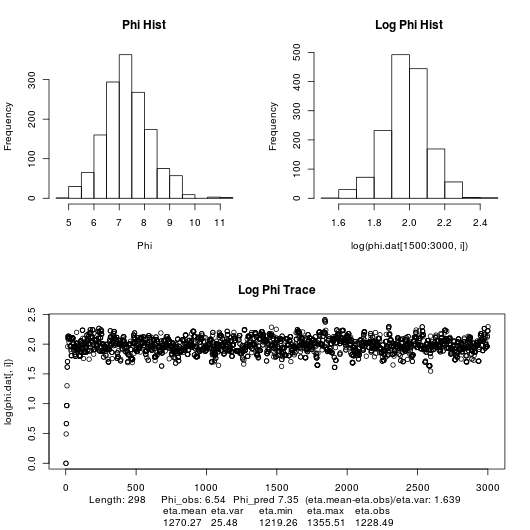 Phi Hist
Log Phi Hist
Frequency
0 100 200 300
5 6 7 8 9 10 11
Phi
Frequency
0 100 200 300 400 500
1.6 1.8 2.0 2.2 2.4
log(phi.dat[1500:3000, i])
Log Phi Trace
log(phi.dat[, i])
0.0 0.5 1.0 1.5 2.0 2.5
0 500 1000 1500 2000 2500 3000
Length: 298 Phi_obs: 6.54 Phi_pred 7.35 (eta.mean-eta.obs)/eta.var: 1.639
eta.mean eta.var eta.min eta.max eta.obs
1270.27 25.48 1219.26 1355.51 1228.49